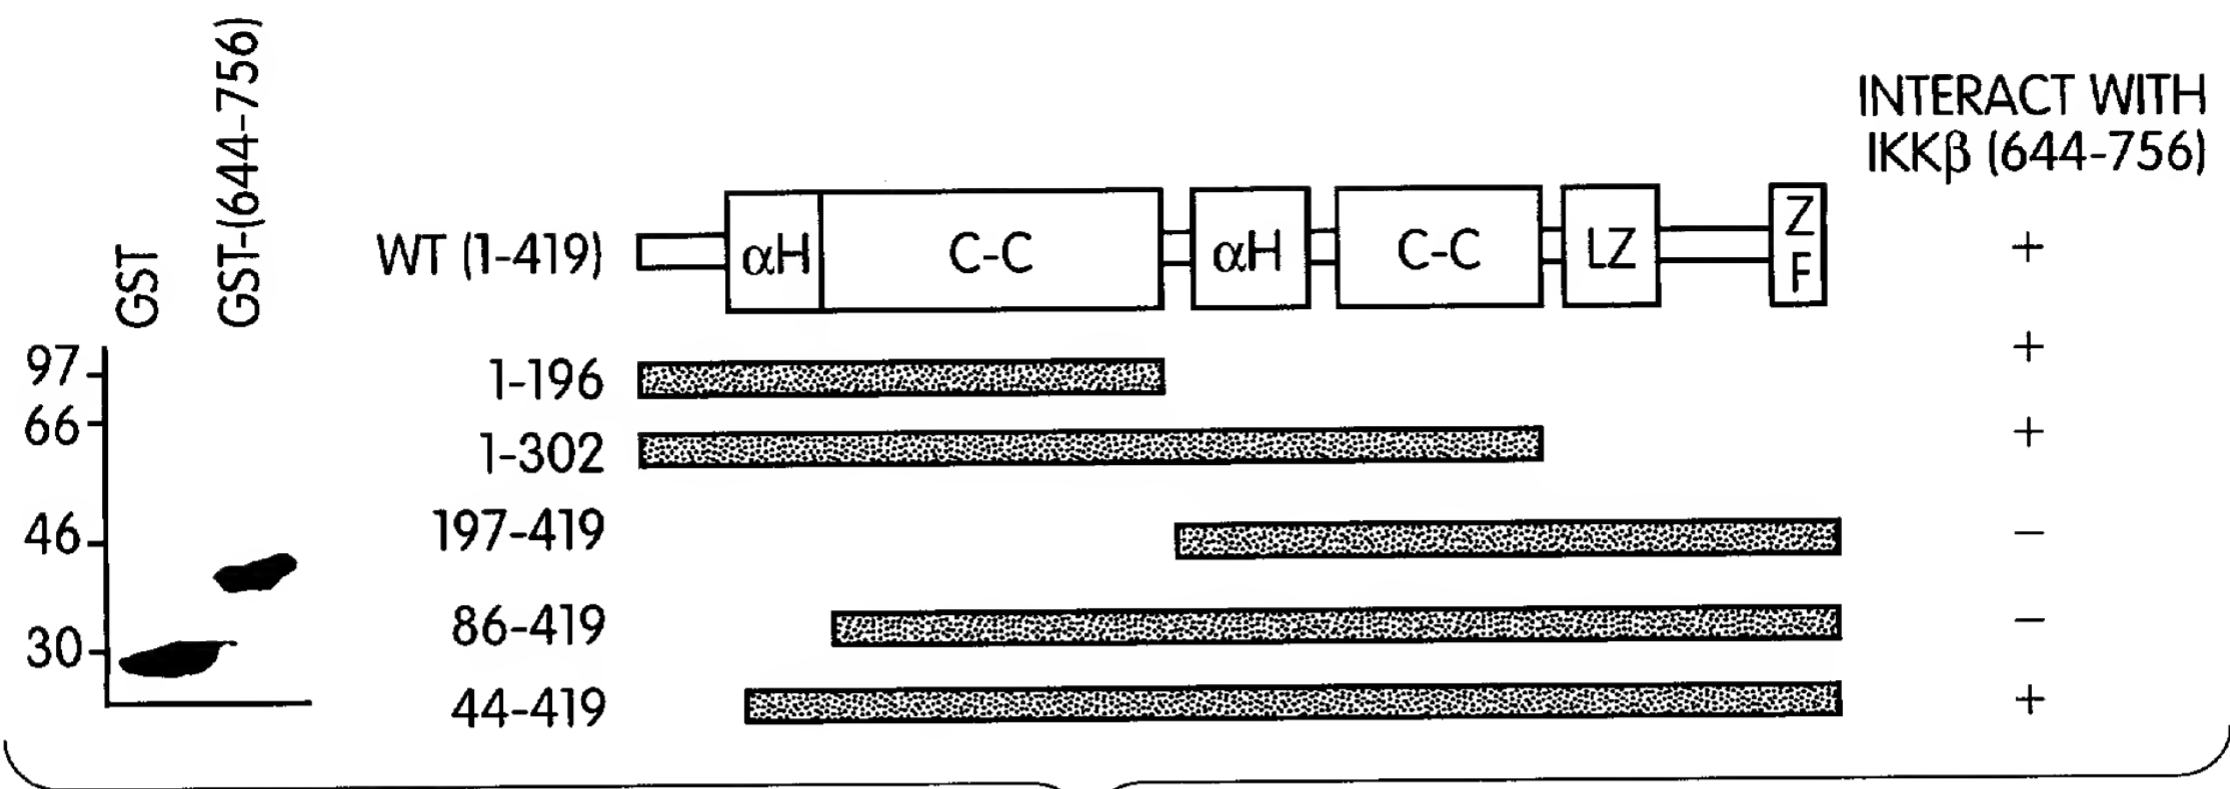 GST
GST-(644-756)
INTERACT WITH
IKKβ (644-756)
WT (1-419)
αH
C-C
αH
C-C
LZ
Z
F
+
97
1-196
+
66
1-302
+
46
197-419
−
86-419
−
30
44-419
+